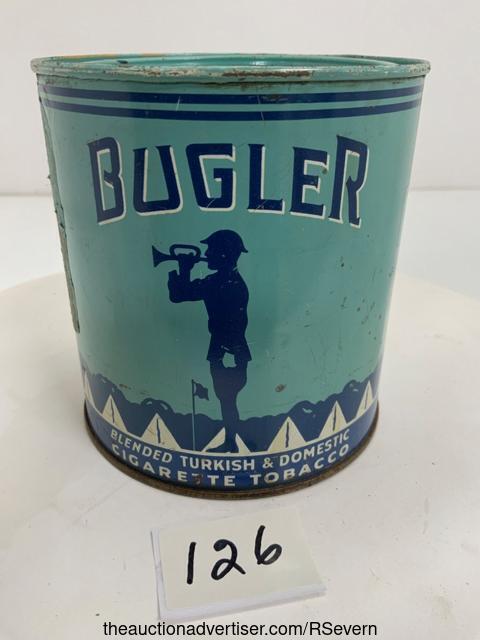 BUGLER
BLENDED TURKISH & DOMESTIC
CIGARETTE TOBACCO
126
theauctionadvertiser.com/RSevern